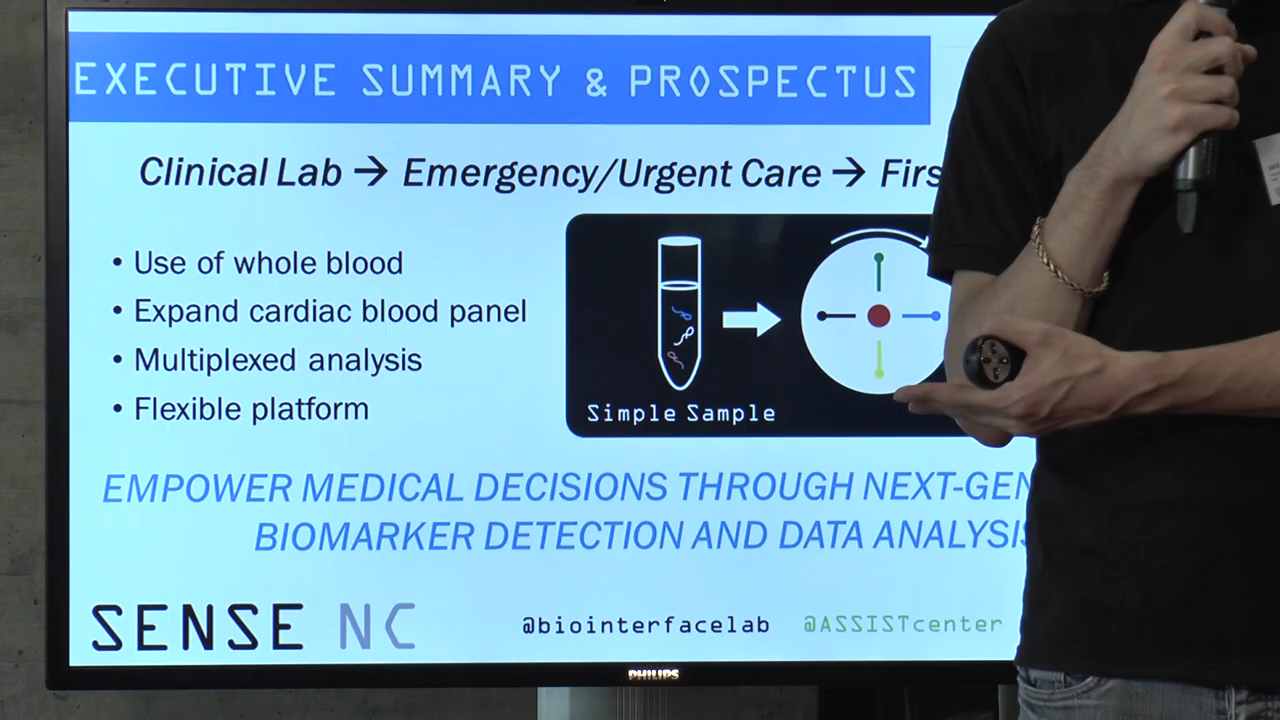 EXECUTIVE SUMMARY & PROSPECTUS
Clinical Lab → Emergency/Urgent Care →
• Use of whole blood
• Expand cardiac blood panel
• Multiplexed analysis
• Flexible platform
Simple Sample
EMPOWER MEDICAL DECISIONS THROUGH NEXT-GEN
BIOMARKER DETECTION AND DATA ANALYSIS
SENSE NC
@biointerfacelab @ASSISTcenter
PHILIPS